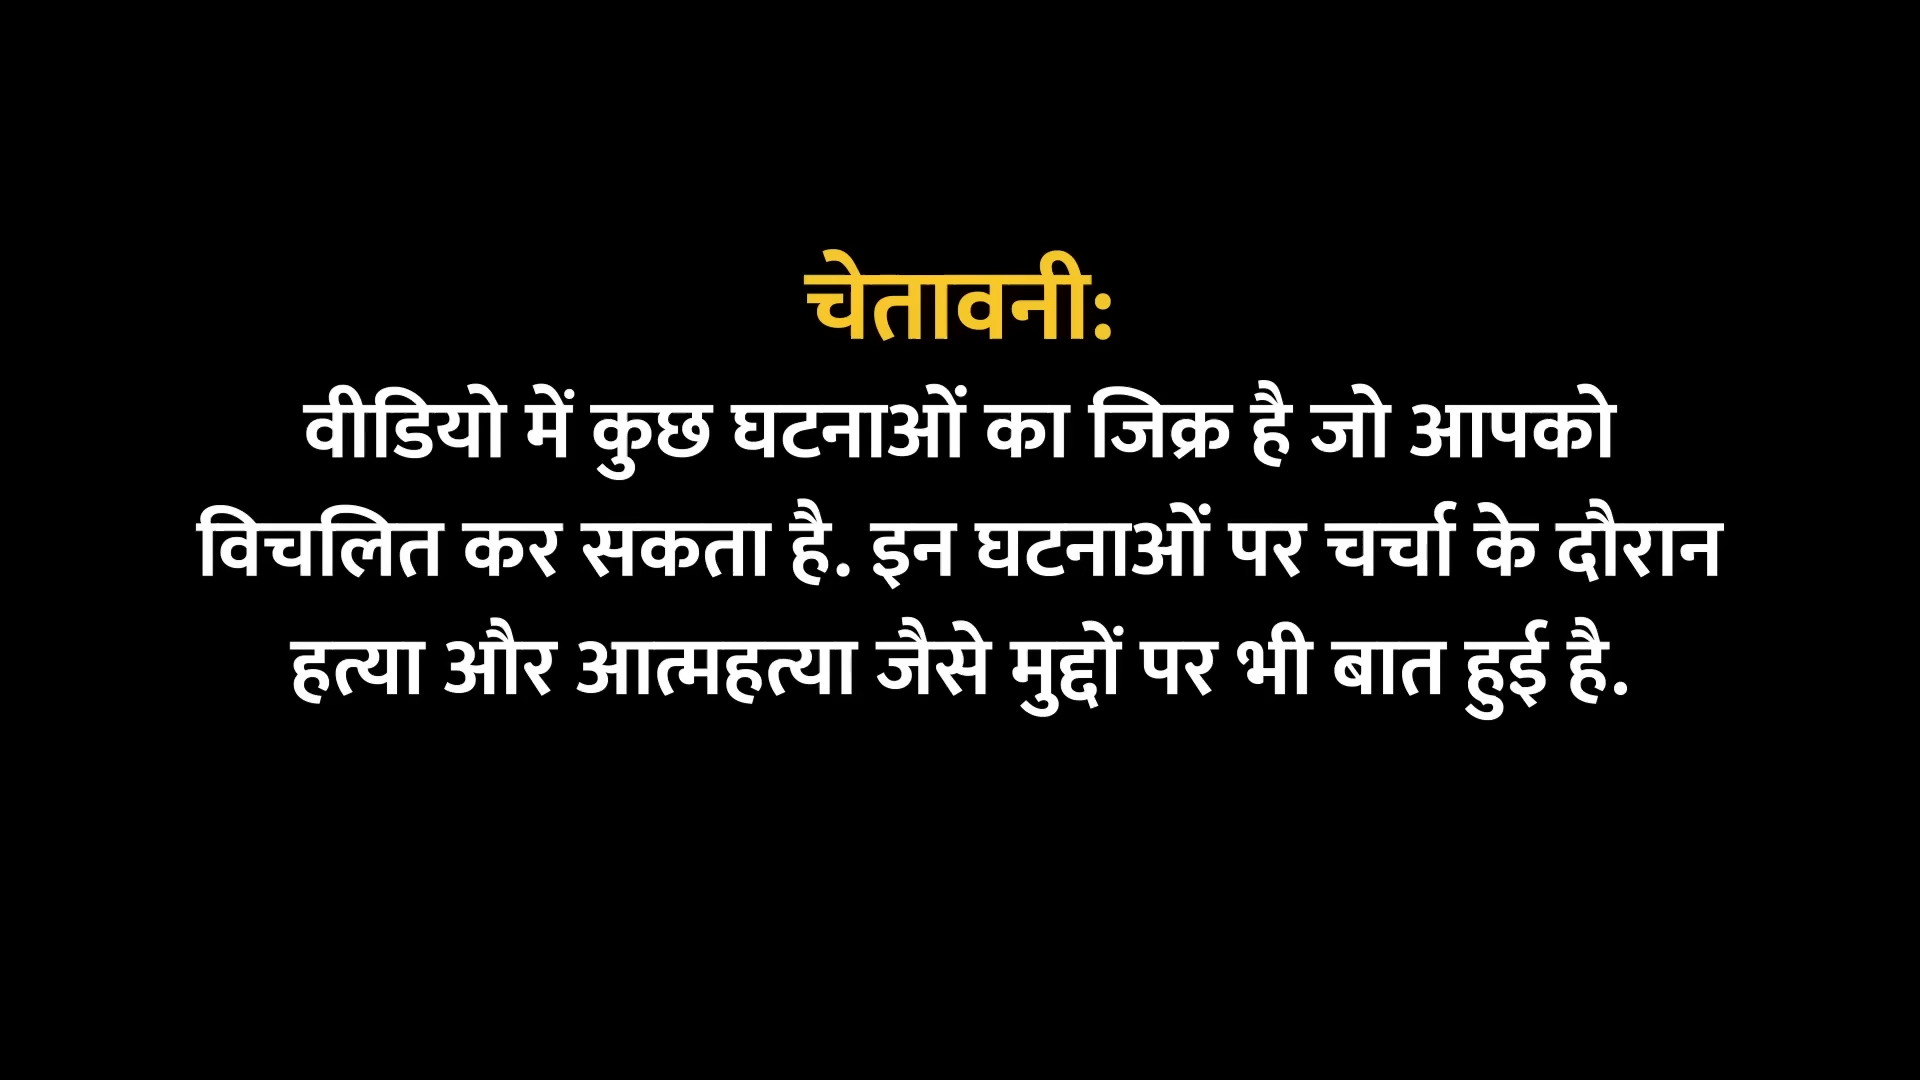 चेतावनी:
वीडियो में कुछ घटनाओं का जिक्र है जो आपको
विचलित कर सकता है. इन घटनाओं पर चर्चा के दौरान
हत्या और आत्महत्या जैसे मुद्दों पर भी बात हुई है.